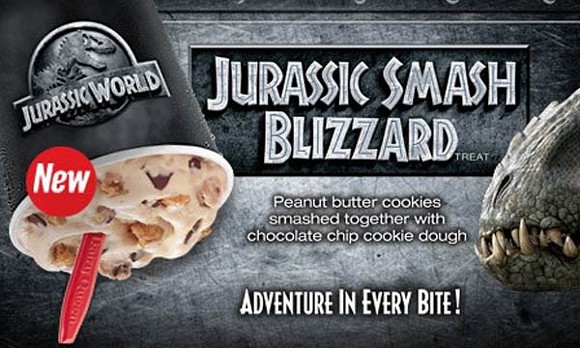 JURASSIC WORLD
New
JURASSIC SMASH
BLIZZARD
TREAT
Peanut butter cookies
smashed together with
chocolate chip cookie dough
ADVENTURE IN EVERY BITE!